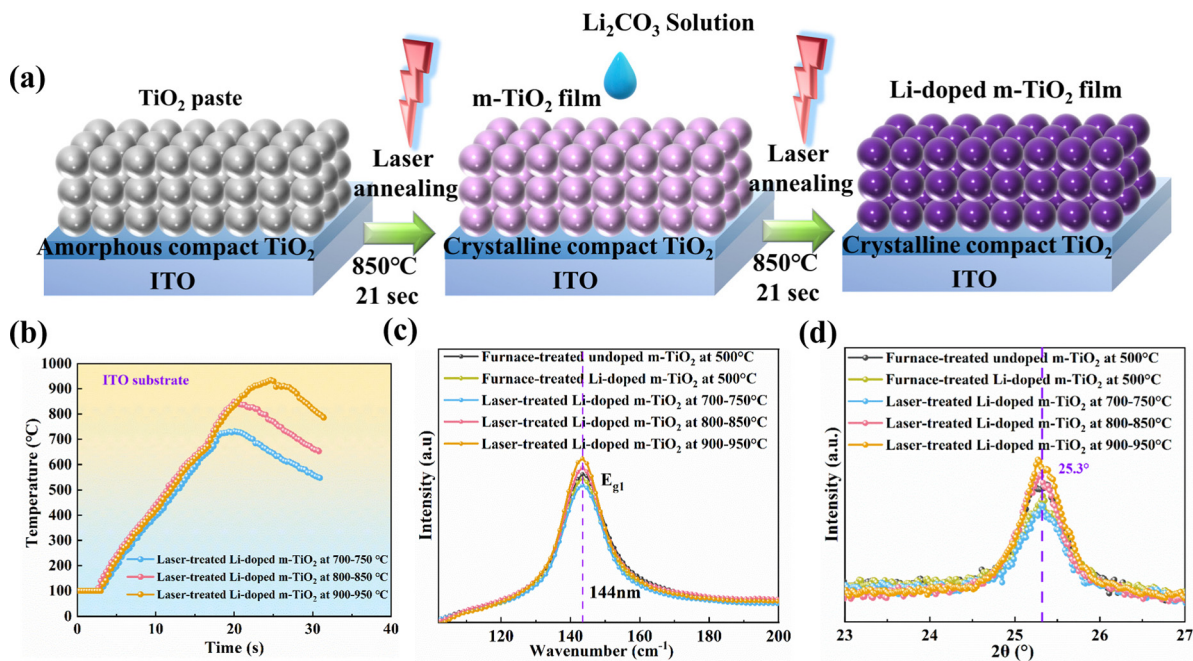 (a)
Li₂CO₃ Solution
TiO₂ paste
m-TiO₂ film
Li-doped m-TiO₂ film
Laser
annealing
Laser
annealing
Amorphous compact TiO₂
Crystalline compact TiO₂
Crystalline compact TiO₂
ITO
850℃
21 sec
ITO
850℃
21 sec
ITO
(b)
ITO substrate
1000
900
800
700
600
500
400
300
200
100
0
Temperature (℃)
Laser-treated Li-doped m-TiO₂ at 700-750 ℃
Laser-treated Li-doped m-TiO₂ at 800-850℃
Laser-treated Li-doped m-TiO₂ at 900-950℃
0 10 20 30 40
Time (s)
(c)
Furnace-treated undoped m-TiO₂ at 500℃
Furnace-treated Li-doped m-TiO₂ at 500℃
Laser-treated Li-doped m-TiO₂ at 700-750℃
Laser-treated Li-doped m-TiO₂ at 800-850℃
Laser-treated Li-doped m-TiO₂ at 900-950℃
Intensity (a.u)
Eg1
144nm
120 140 160 180 200
Wavenumber (cm⁻¹)
(d)
Furnace-treated undoped m-TiO₂ at 500℃
Furnace-treated Li-doped m-TiO₂ at 500℃
Laser-treated Li-doped m-TiO₂ at 700-750℃
Laser-treated Li-doped m-TiO₂ at 800-850℃
Laser-treated Li-doped m-TiO₂ at 900-950℃
Intensity (a.u.)
25.3°
23 24 25 26 27
2θ (°)